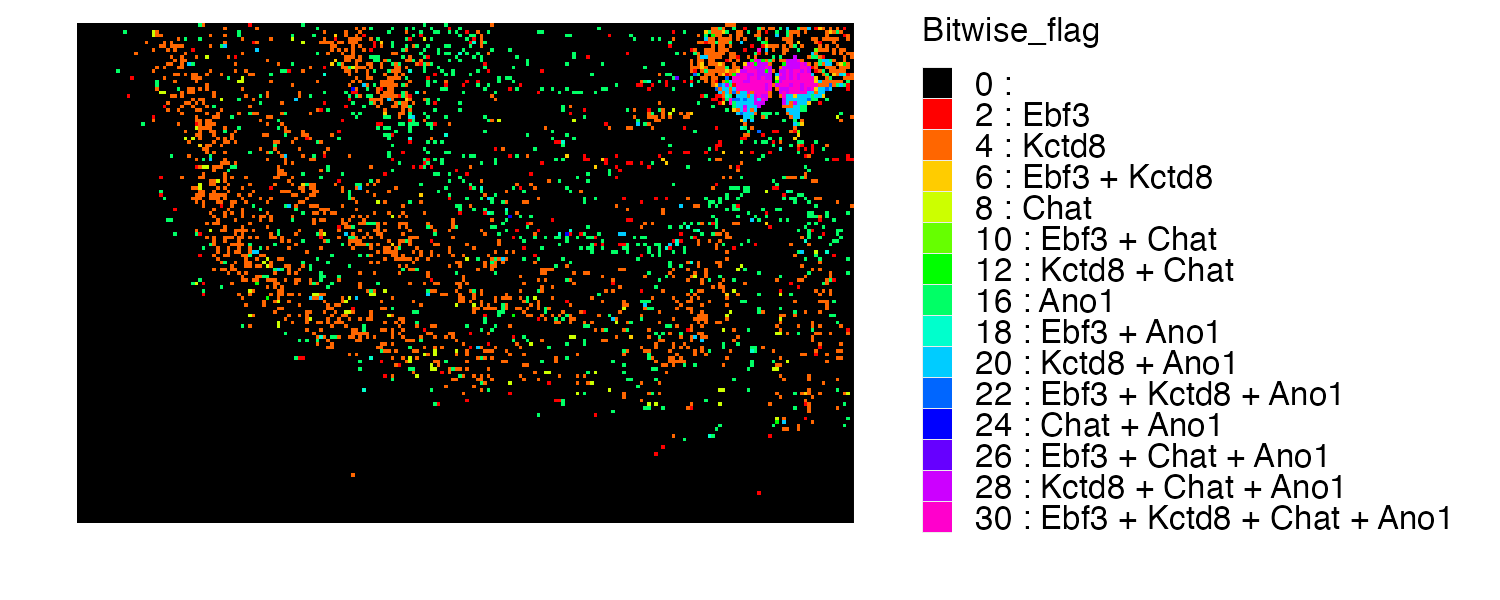 Bitwise_flag
0 :
2 : Ebf3
4 : Kctd8
6 : Ebf3 + Kctd8
8 : Chat
10 : Ebf3 + Chat
12 : Kctd8 + Chat
16 : Ano1
18 : Ebf3 + Ano1
20 : Kctd8 + Ano1
22 : Ebf3 + Kctd8 + Ano1
24 : Chat + Ano1
26 : Ebf3 + Chat + Ano1
28 : Kctd8 + Chat + Ano1
30 : Ebf3 + Kctd8 + Chat + Ano1